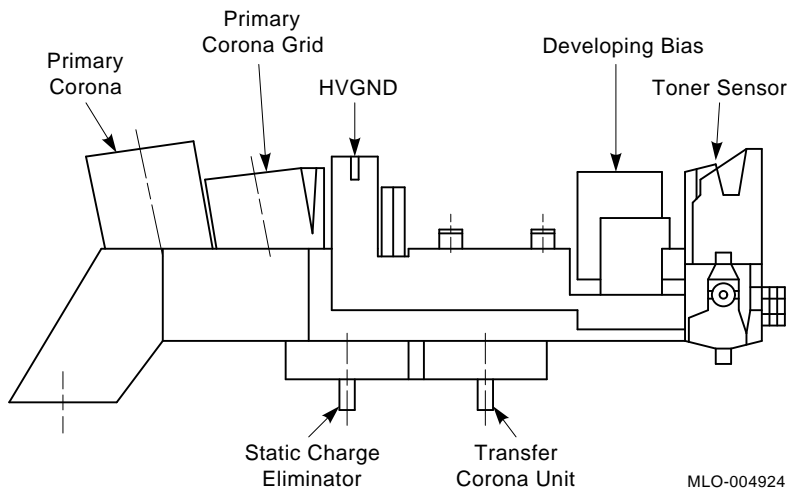 Primary
Corona
Primary
Corona Grid
HVGND
Developing Bias
Toner Sensor
Static Charge
Eliminator
Transfer
Corona Unit
MLO-004924